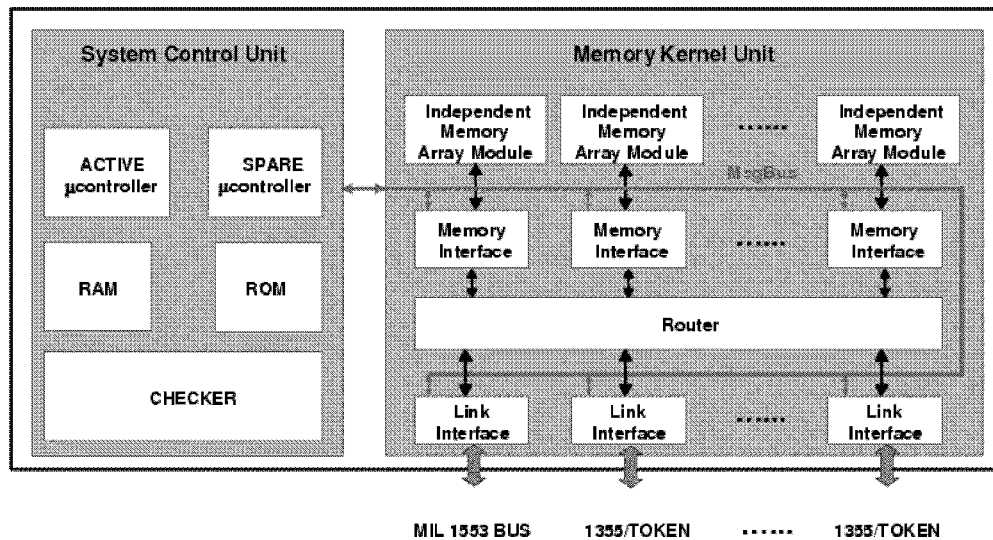 System Control Unit
ACTIVE
µcontroller
SPARE
µcontroller
RAM
ROM
CHECKER
Memory Kernel Unit
Independent
Memory
Array Module
Independent
Memory
Array Module
......
Independent
Memory
Array Module
MsgBus
Memory
Interface
Memory
Interface
......
Memory
Interface
Router
Link
Interface
Link
Interface
......
Link
Interface
MIL 1553 BUS 1355/TOKEN ...... 1355/TOKEN